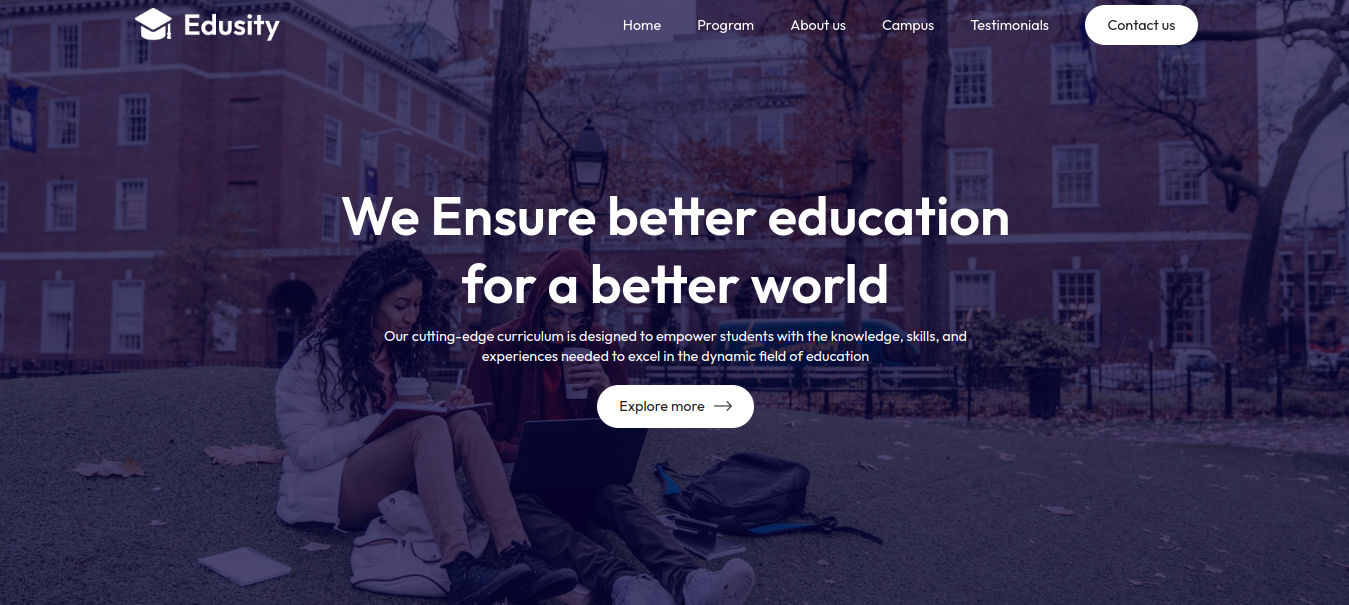 Edusity
Home Program About us Campus Testimonials Contact us
We Ensure better education
for a better world
Our cutting-edge curriculum is designed to empower students with the knowledge, skills, and
experiences needed to excel in the dynamic field of education
Explore more